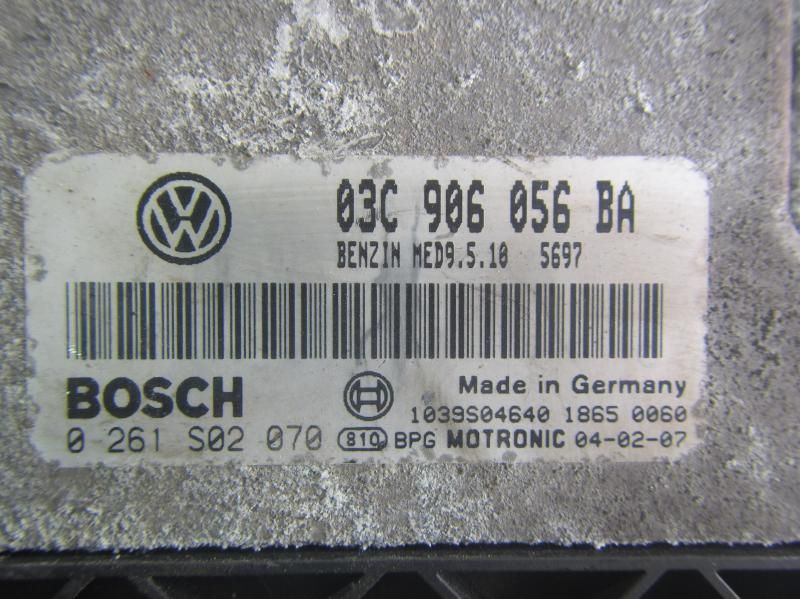 03C 906 056 BA
BENZIN MED9.5.10 5697
BOSCH
Made in Germany
1039S04640 1865 0060
0 261 S02 070 810 BPG MOTRONIC 04-02-07